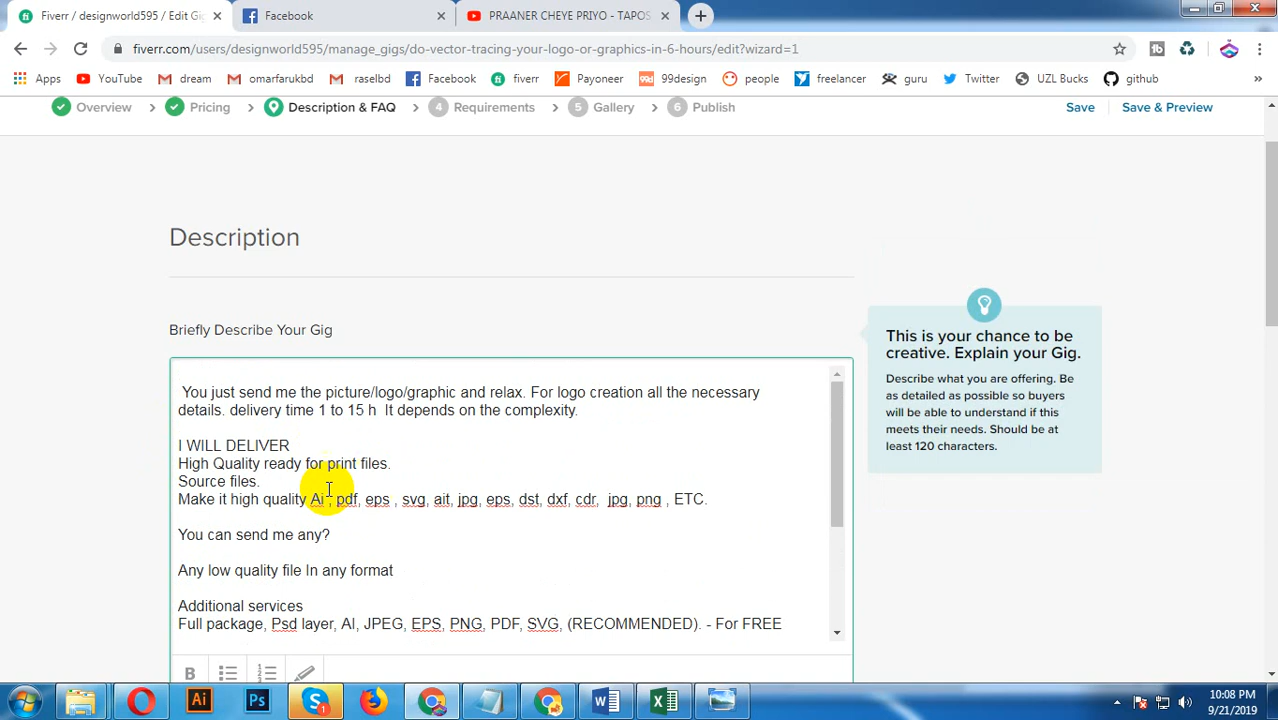 Fiverr / designworld595 / Edit Gig
Facebook
PRAANER CHEYE PRIYO - TAPOS
fiverr.com/users/designworld595/manage_gigs/do-vector-tracing-your-logo-or-graphics-in-6-hours/edit?wizard=1
Apps YouTube dream omarfarukbd raselbd Facebook fiverr Payoneer 99design people freelancer guru Twitter UZL Bucks github »
Overview Pricing Description & FAQ 4 Requirements 5 Gallery 6 Publish Save Save & Preview
Description
Briefly Describe Your Gig
You just send me the picture/logo/graphic and relax. For logo creation all the necessary
details. delivery time 1 to 15 h It depends on the complexity.
I WILL DELIVER
High Quality ready for print files.
Source files.
Make it high quality Ai , pdf, eps , svg, ait, jpg, eps, dst, dxf, cdr, jpg, png , ETC.
You can send me any?
Any low quality file In any format
Additional services
Full package, Psd layer, AI, JPEG, EPS, PNG, PDF, SVG, (RECOMMENDED). - For FREE
This is your chance to be
creative. Explain your Gig.
Describe what you are offering. Be
as detailed as possible so buyers
will be able to understand if this
meets their needs. Should be at
least 120 characters.
B
10:08 PM
9/21/2019